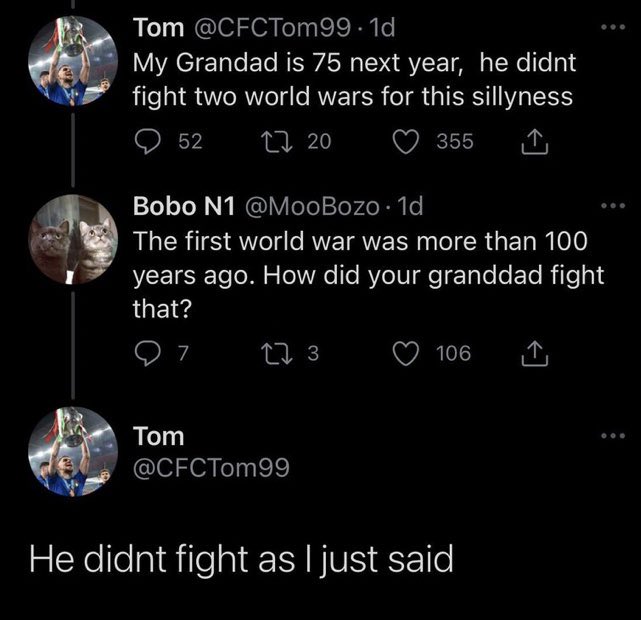 Tom @CFCTom99 · 1d
My Grandad is 75 next year, he didnt
fight two world wars for this sillyness
52 20 355
Bobo N1 @MooBozo · 1d
The first world war was more than 100
years ago. How did your granddad fight
that?
7 3 106
Tom
@CFCTom99
He didnt fight as I just said